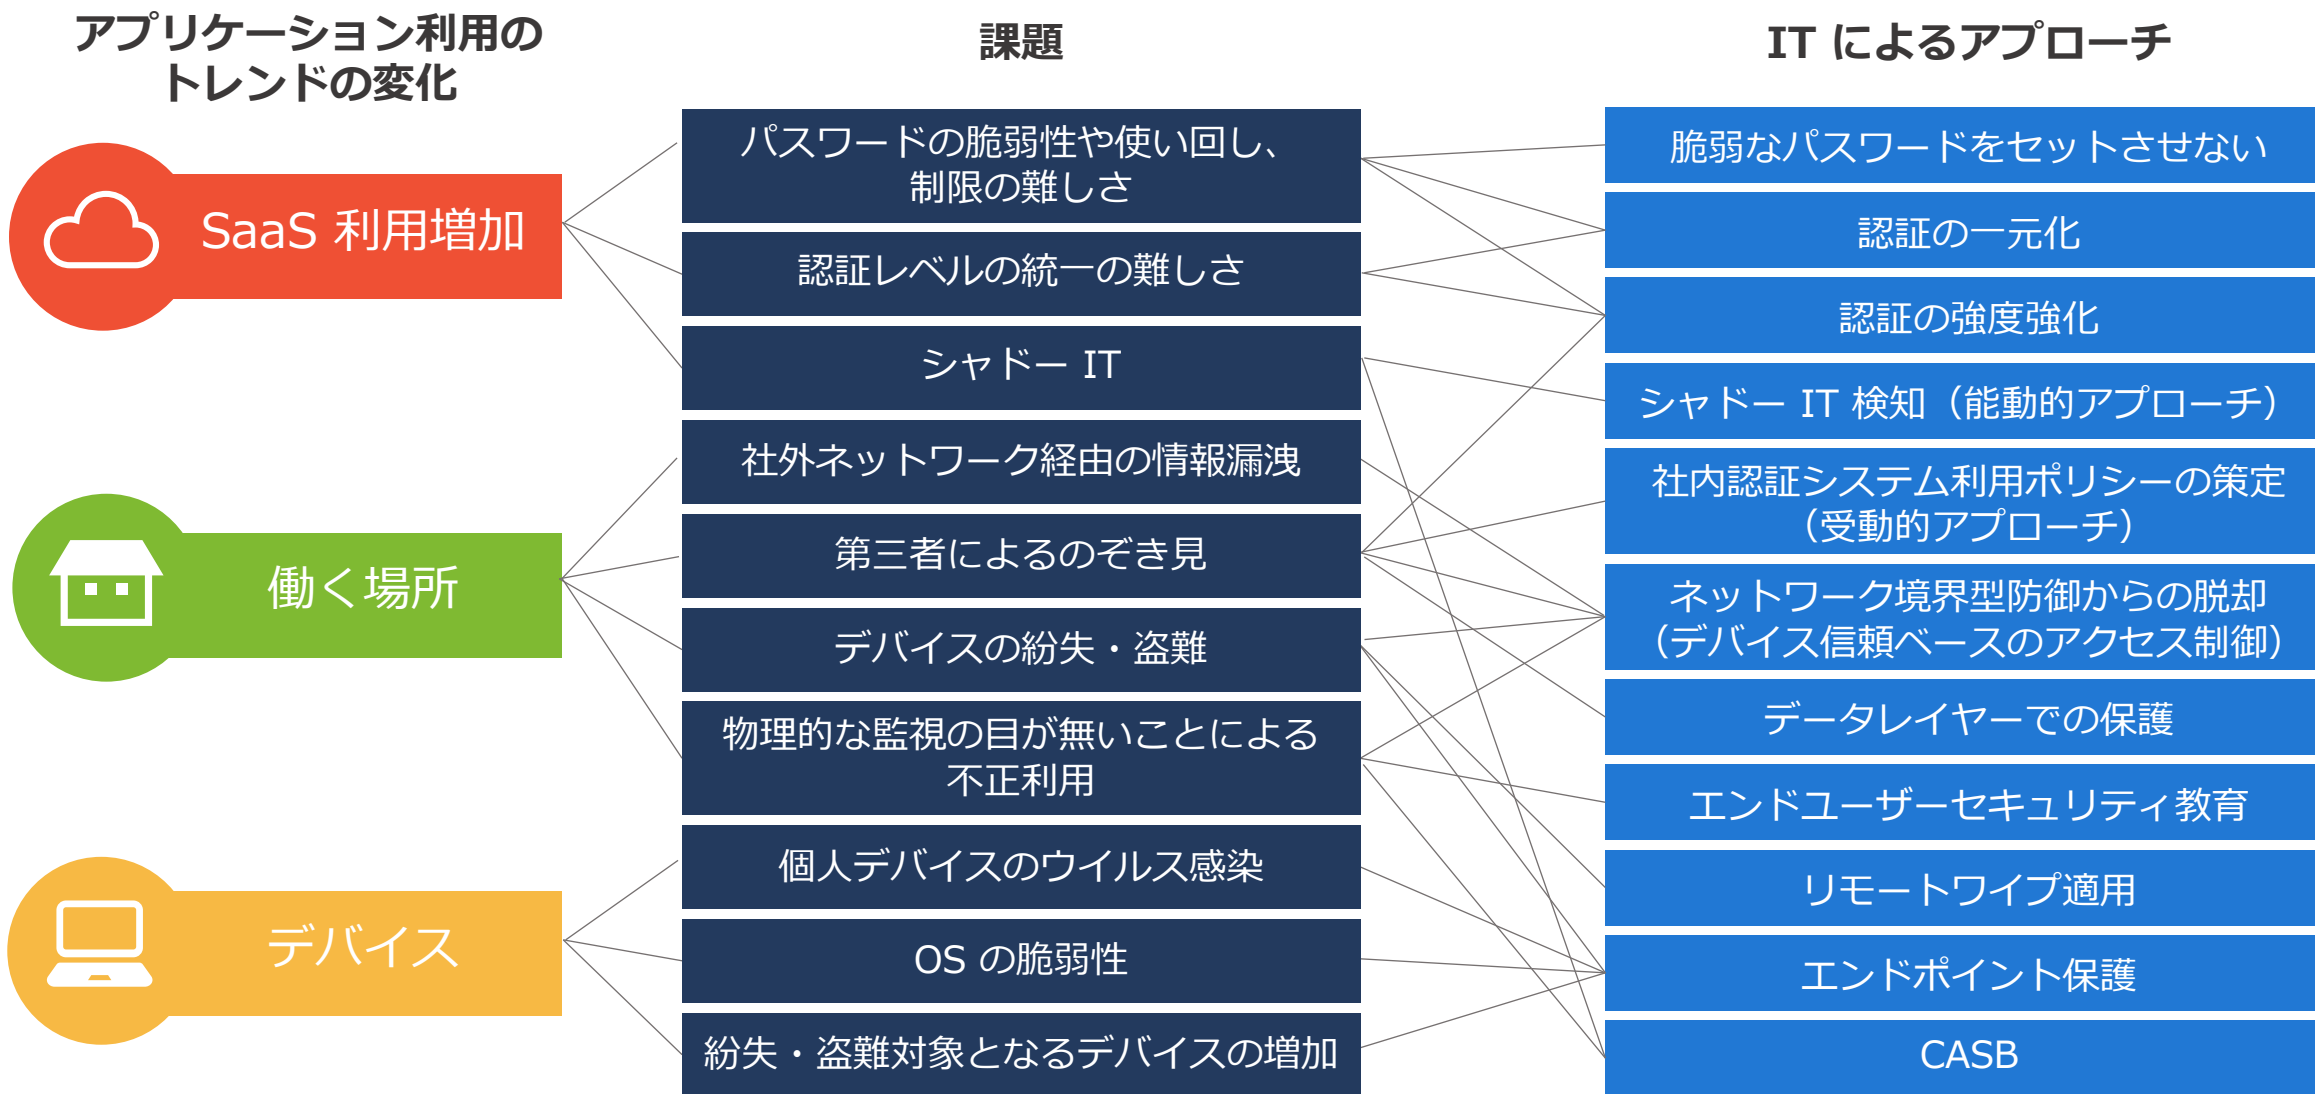 アプリケーション利用の
トレンドの変化
課題
IT によるアプローチ
SaaS 利用増加
働く場所
デバイス
パスワードの脆弱性や使い回し、
制限の難しさ
認証レベルの統一の難しさ
シャドー IT
社外ネットワーク経由の情報漏洩
第三者によるのぞき見
デバイスの紛失・盗難
物理的な監視の目が無いことによる
不正利用
個人デバイスのウイルス感染
OS の脆弱性
紛失・盗難対象となるデバイスの増加
脆弱なパスワードをセットさせない
認証の一元化
認証の強度強化
シャドー IT 検知（能動的アプローチ）
社内認証システム利用ポリシーの策定
（受動的アプローチ）
ネットワーク境界型防御からの脱却
（デバイス信頼ベースのアクセス制御）
データレイヤーでの保護
エンドユーザーセキュリティ教育
リモートワイプ適用
エンドポイント保護
CASB